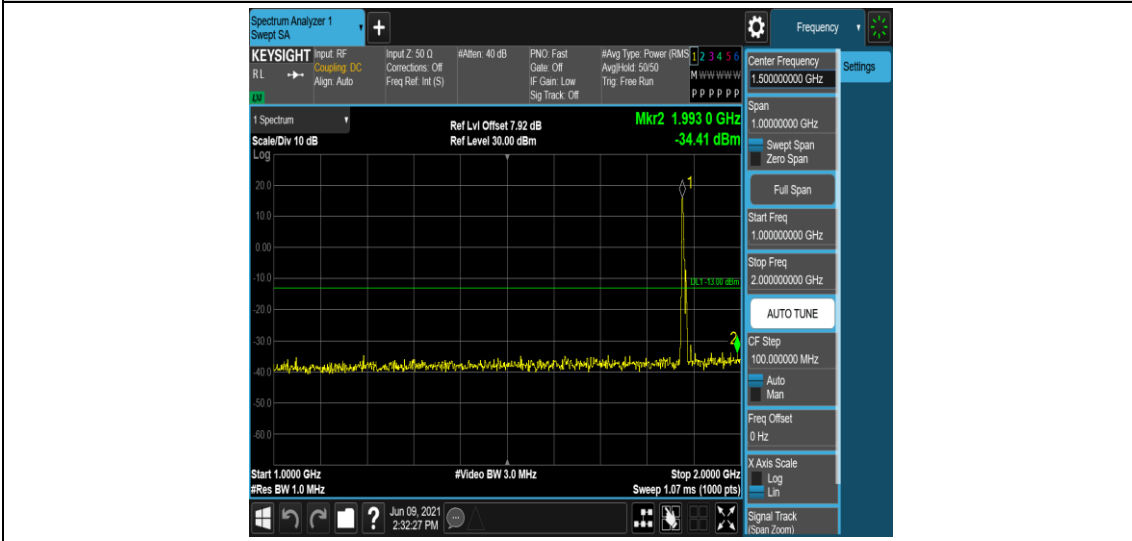 Spectrum Analyzer 1
Swept SA
+
Frequency
KEYSIGHT Input: RF
Coupling: DC
Align: Auto
RL
LXI
Input Z: 50 Ω
Corrections: Off
Freq Ref: Int (S)
#Atten: 40 dB
PNO: Fast
Gate: Off
IF Gain: Low
Sig Track: Off
#Avg Type: Power (RMS
Avg|Hold: 50/50
Trig: Free Run
1 2 3 4 5 6
M W W W W W
P P P P P P
1 Spectrum
Scale/Div 10 dB
Log
Ref Lvl Offset 7.92 dB
Ref Level 30.00 dBm
Mkr2 1.993 0 GHz
-34.41 dBm
1
20.0
10.0
0.00
-10.0
DL1 -13.00 dBm
-20.0
-30.0
2
-40.0
-50.0
-60.0
Start 1.0000 GHz
#Res BW 1.0 MHz
#Video BW 3.0 MHz
Stop 2.0000 GHz
Sweep 1.07 ms (1000 pts)
?
Jun 09, 2021
2:32:27 PM
Center Frequency
1.500000000 GHz
Settings
Span
1.00000000 GHz
Swept Span
Zero Span
Full Span
Start Freq
1.000000000 GHz
Stop Freq
2.000000000 GHz
AUTO TUNE
CF Step
100.000000 MHz
Auto
Man
Freq Offset
0 Hz
X Axis Scale
Log
Lin
Signal Track
(Span Zoom)